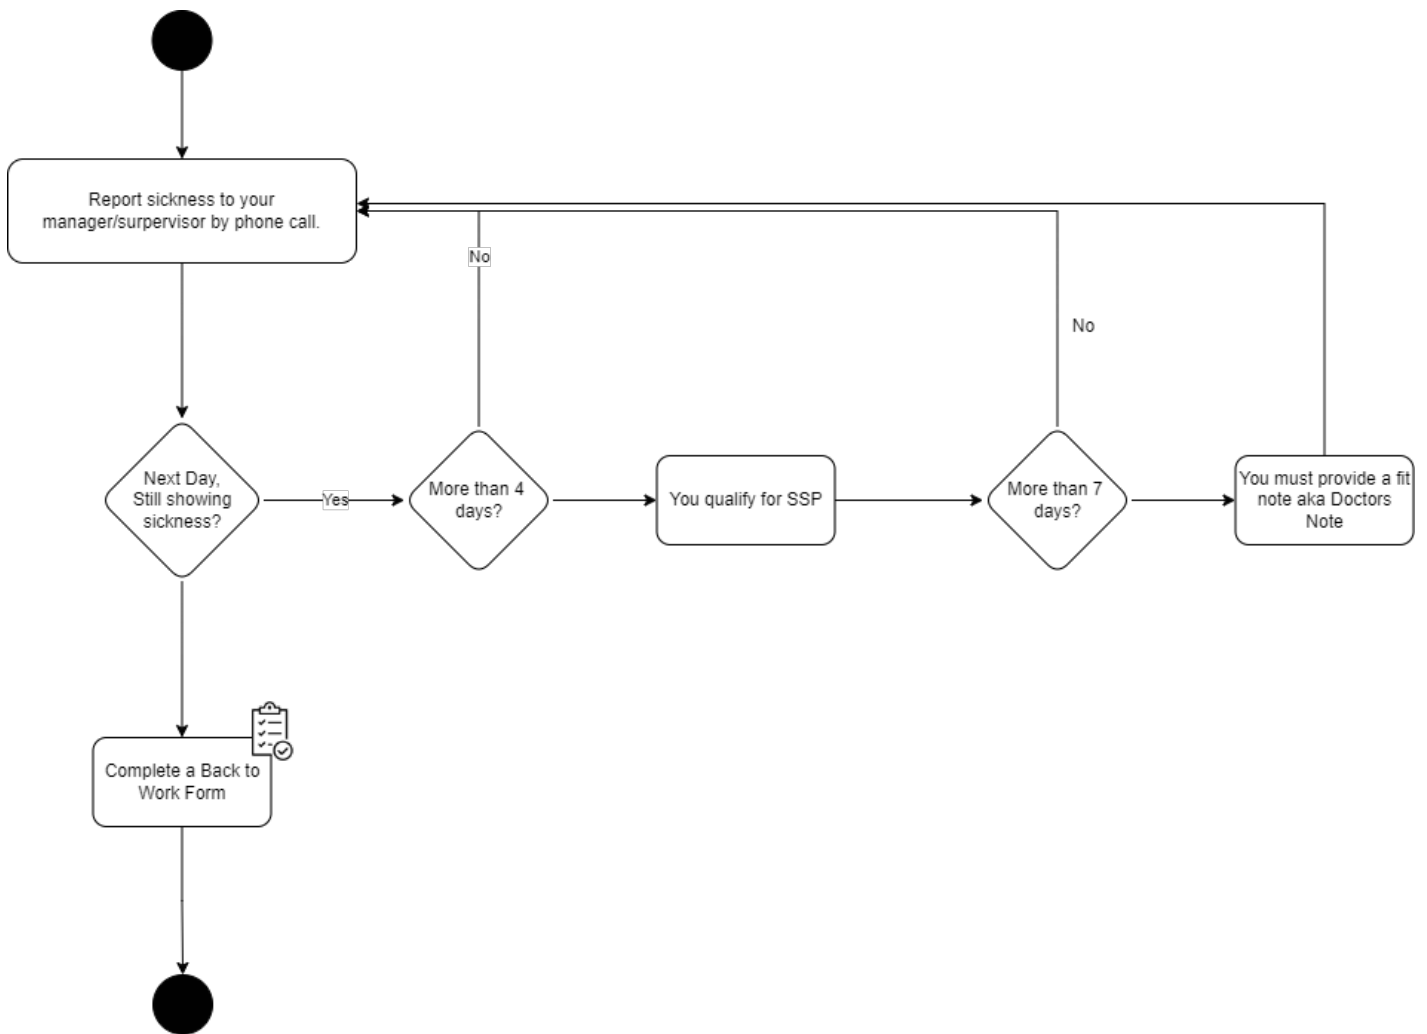 Report sickness to your
manager/surpervisor by phone call.
No
No
Next Day,
Still showing
sickness?
Yes
More than 4
days?
You qualify for SSP
More than 7
days?
You must provide a fit
note aka Doctors
Note
Complete a Back to
Work Form